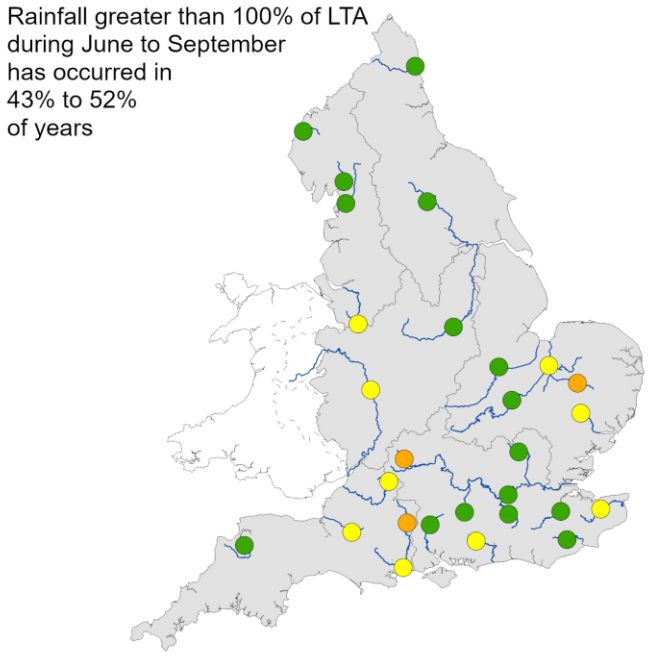 Rainfall greater than 100% of LTA
during June to September
has occurred in
43% to 52%
of years